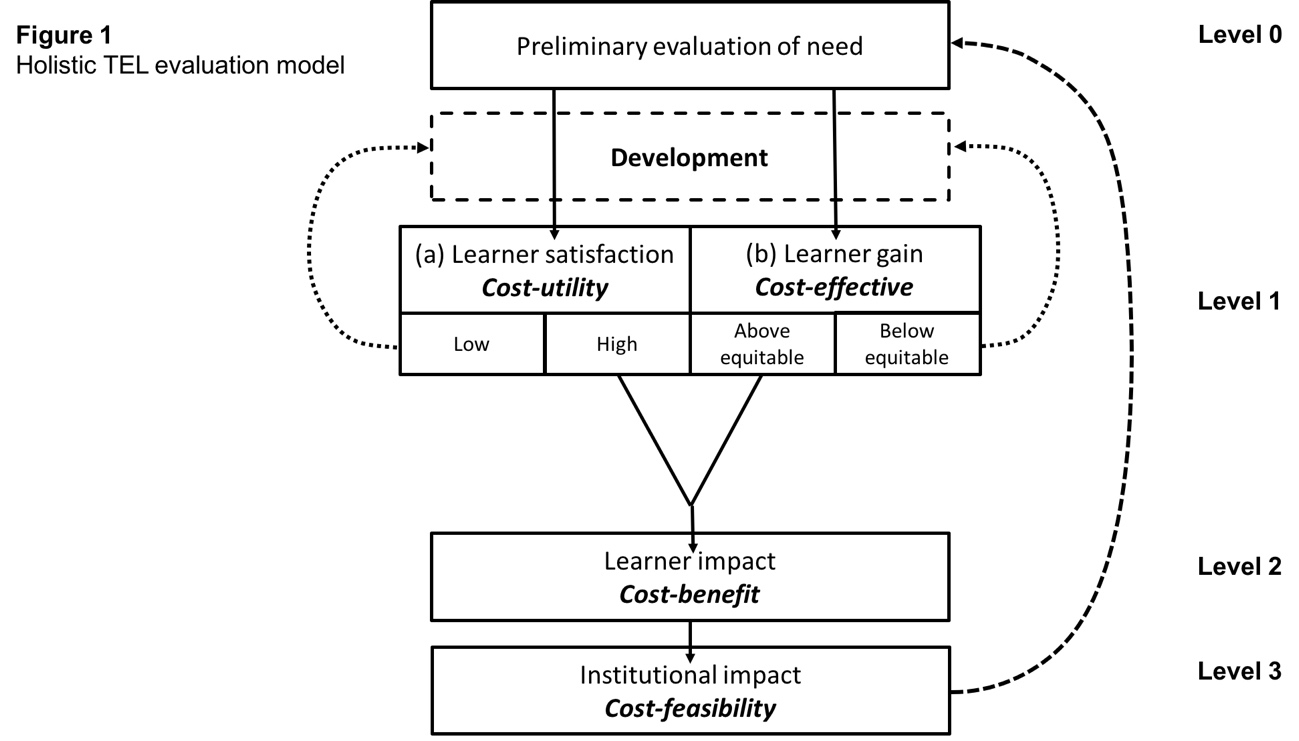 Figure 1
Holistic TEL evaluation model
Preliminary evaluation of need
Level 0
Development
(a) Learner satisfaction
Cost-utility
(b) Learner gain
Cost-effective
Level 1
Low
High
Above
equitable
Below
equitable
Learner impact
Cost-benefit
Level 2
Institutional impact
Cost-feasibility
Level 3